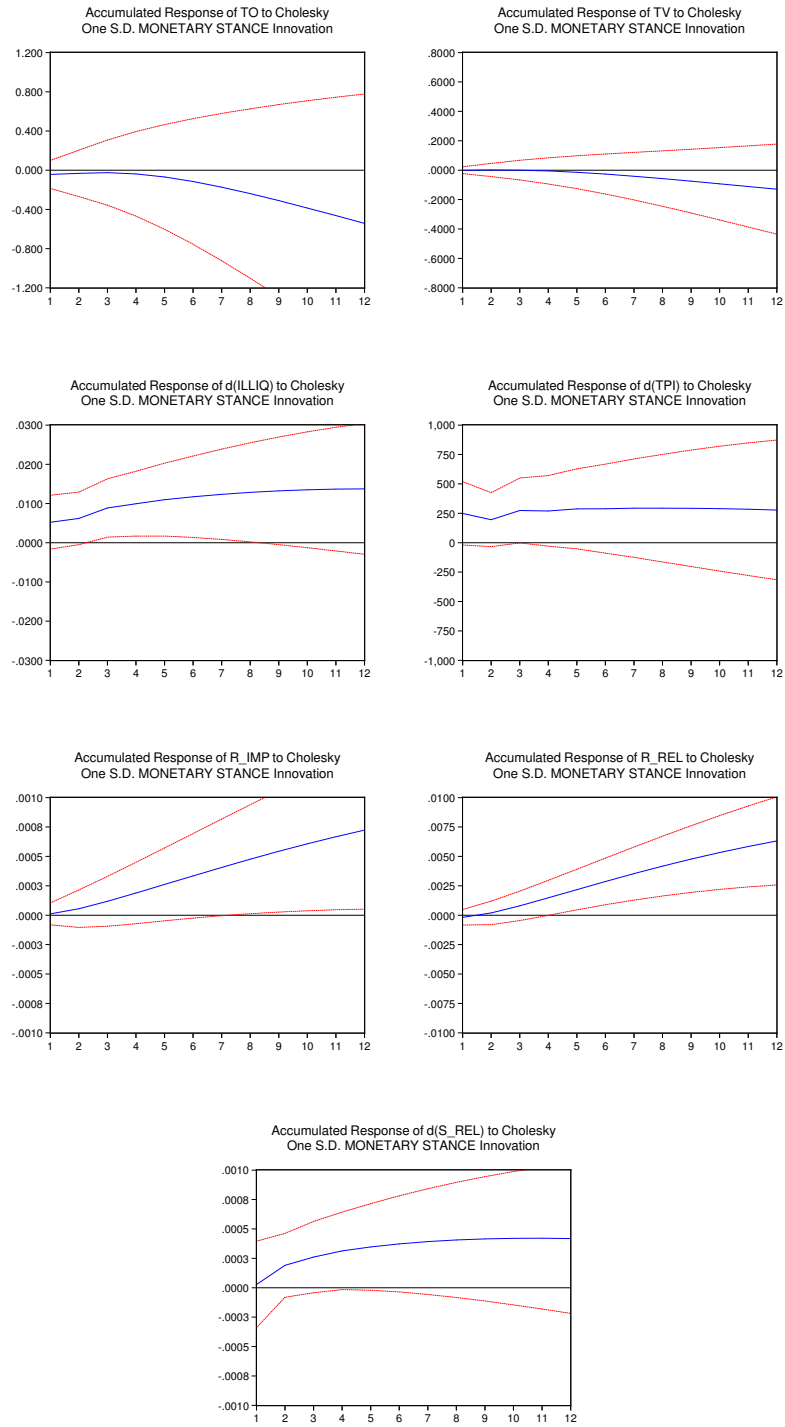 Accumulated Response of TO to Cholesky
One S.D. MONETARY STANCE Innovation
1.200
0.800
0.400
0.000
-0.400
-0.800
-1.200
1 2 3 4 5 6 7 8 9 10 11 12
Accumulated Response of TV to Cholesky
One S.D. MONETARY STANCE Innovation
.8000
.6000
.4000
.2000
.0000
-.2000
-.4000
-.6000
-.8000
1 2 3 4 5 6 7 8 9 10 11 12
Accumulated Response of d(ILLIQ) to Cholesky
One S.D. MONETARY STANCE Innovation
.0300
.0200
.0100
.0000
-.0100
-.0200
-.0300
1 2 3 4 5 6 7 8 9 10 11 12
Accumulated Response of d(TPI) to Cholesky
One S.D. MONETARY STANCE Innovation
1,000
750
500
250
0
-250
-500
-750
-1,000
1 2 3 4 5 6 7 8 9 10 11 12
Accumulated Response of R_IMP to Cholesky
One S.D. MONETARY STANCE Innovation
.0010
.0008
.0005
.0003
.0000
-.0003
-.0005
-.0008
-.0010
1 2 3 4 5 6 7 8 9 10 11 12
Accumulated Response of R_REL to Cholesky
One S.D. MONETARY STANCE Innovation
.0100
.0075
.0050
.0025
.0000
-.0025
-.0050
-.0075
-.0100
1 2 3 4 5 6 7 8 9 10 11 12
Accumulated Response of d(S_REL) to Cholesky
One S.D. MONETARY STANCE Innovation
.0010
.0008
.0005
.0003
.0000
-.0003
-.0005
-.0008
-.0010
1 2 3 4 5 6 7 8 9 10 11 12